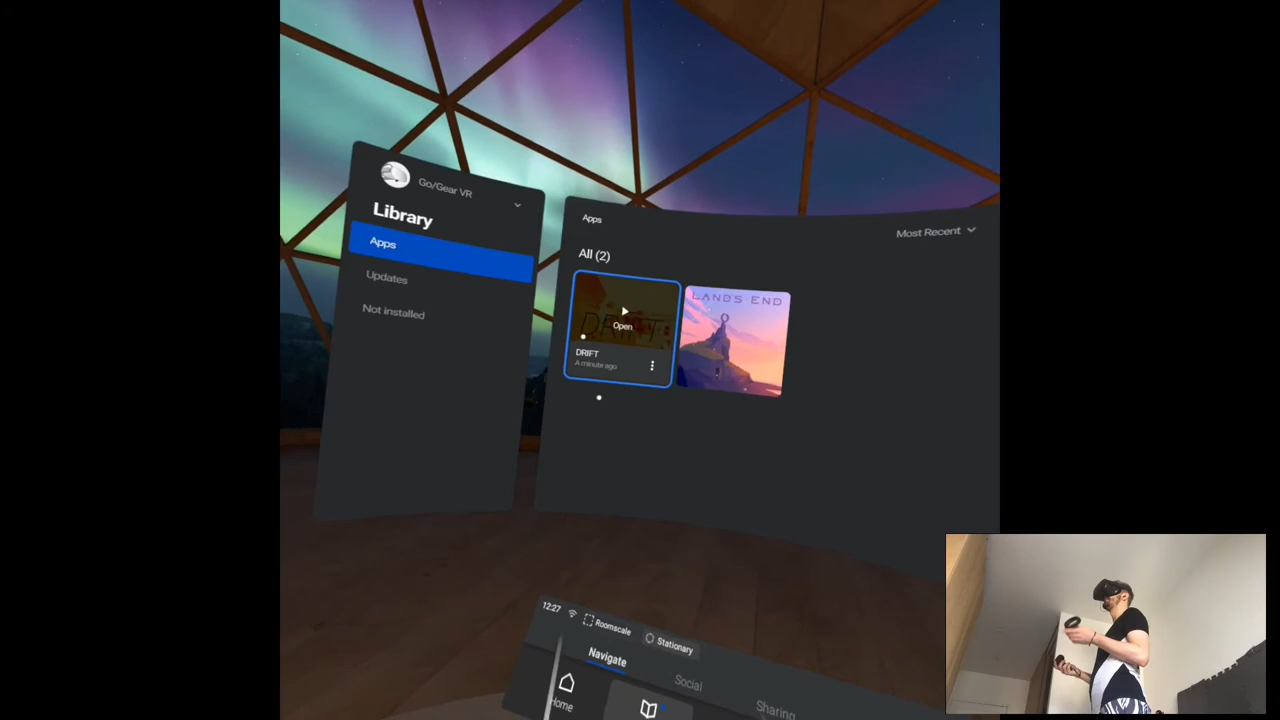 Go/Gear VR
Library
Apps
Updates
Not installed
Apps
Most Recent
All (2)
DRIFT
Open
DRIFT
A minute ago
LANDS END
12:27
Roomscale
Stationary
Navigate
Social
Sharing
Home